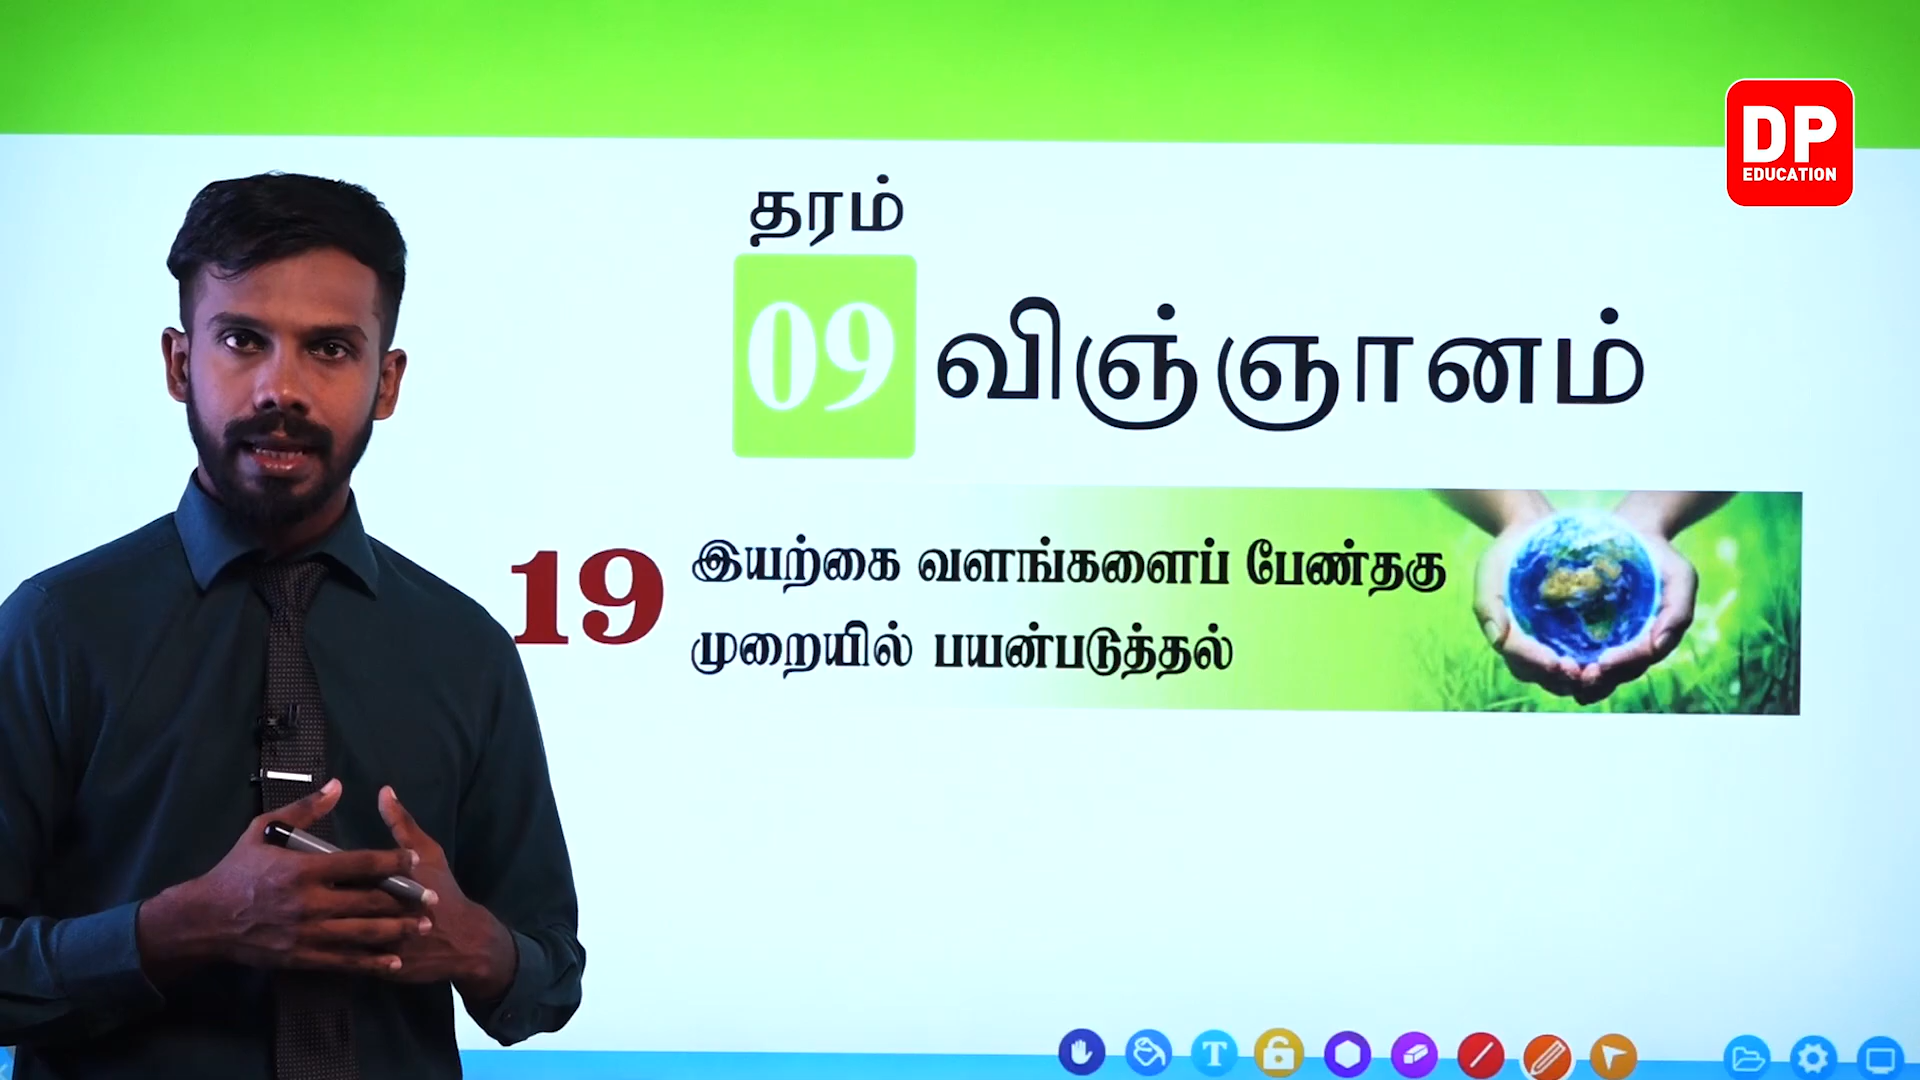 DP
EDUCATION
தரம்
09 விஞ்ஞானம்
19 இயற்கை வளங்களைப் பேண்தகு
முறையில் பயன்படுத்தல்
T